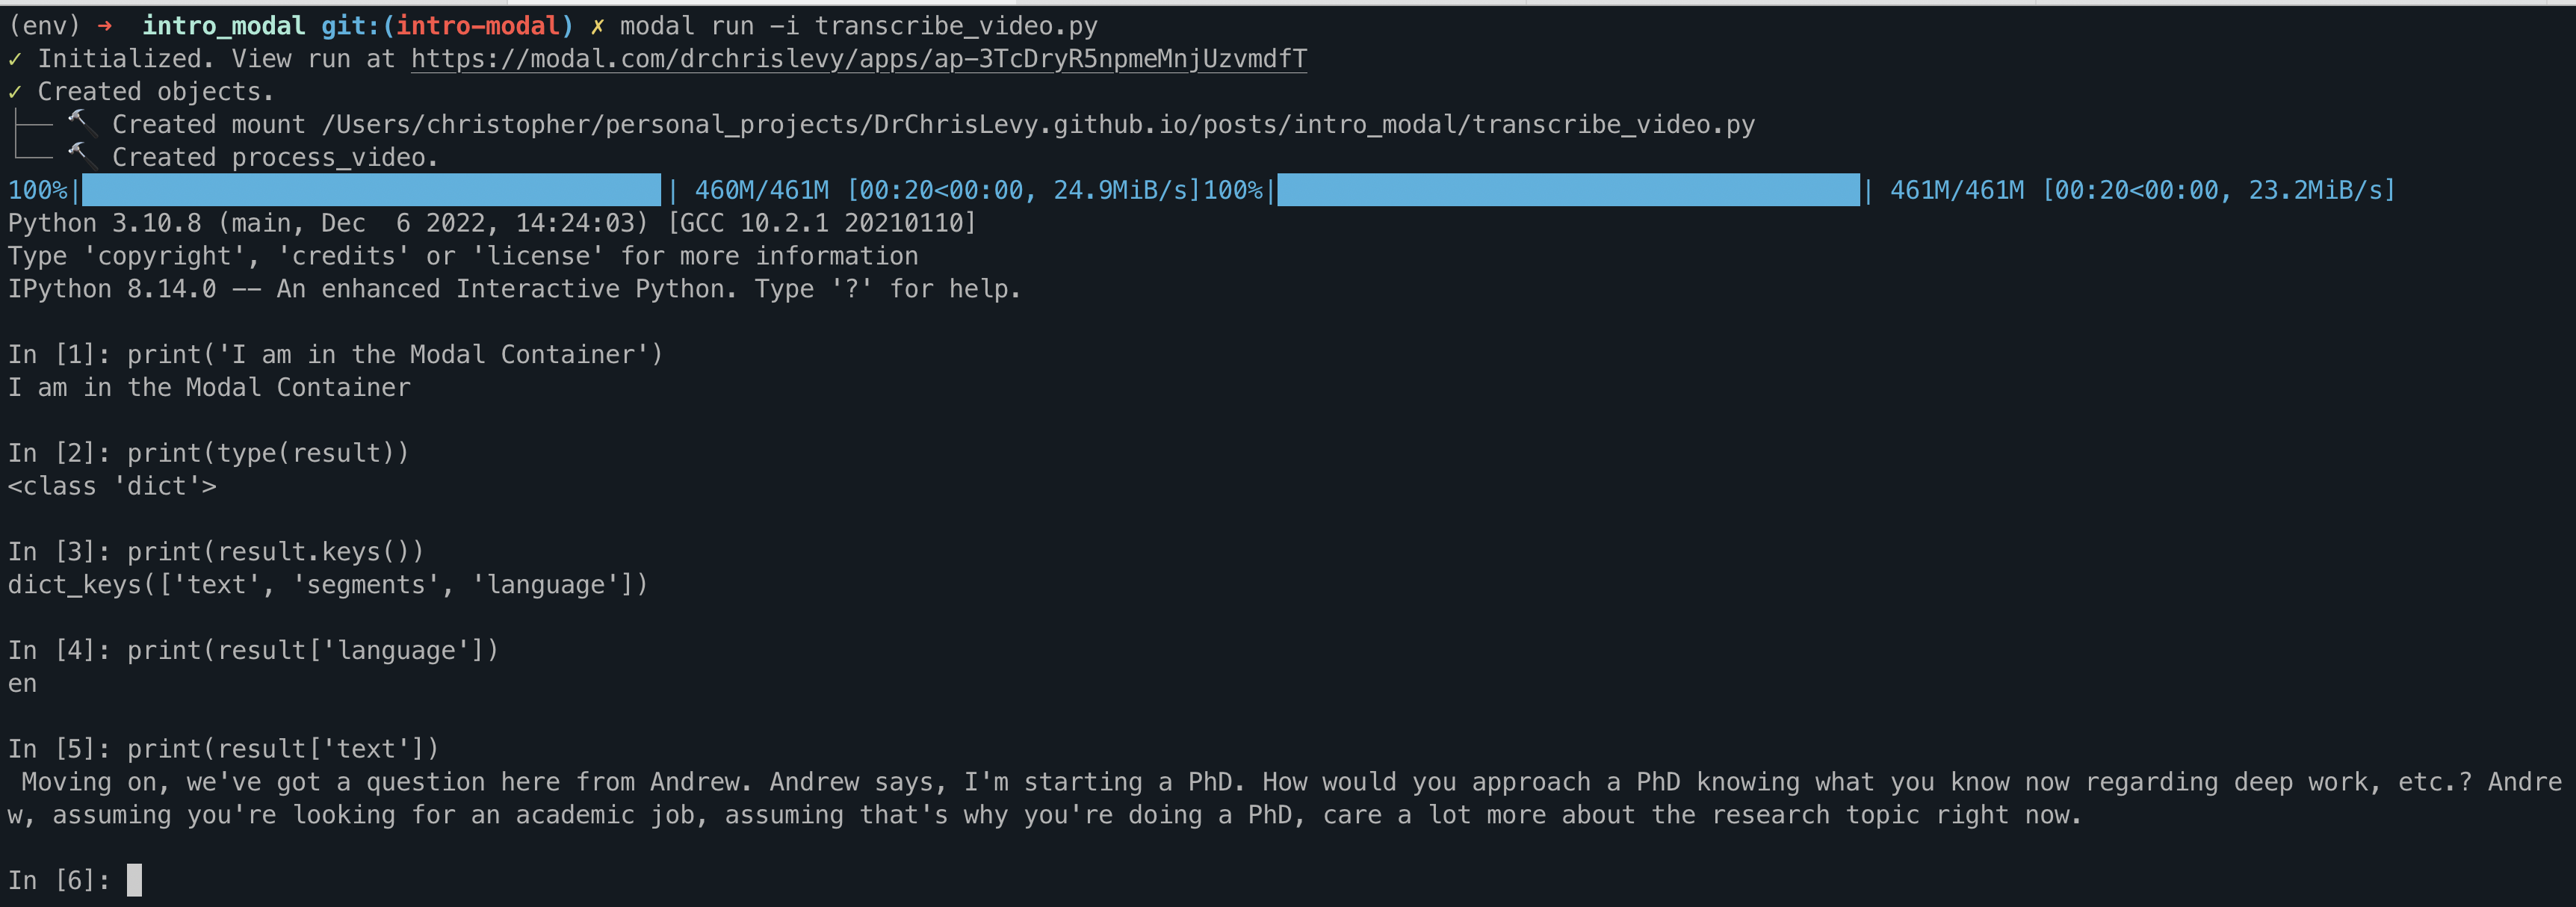 (env) → intro_modal git:(intro-modal) ✗ modal run -i transcribe_video.py
✓ Initialized. View run at https://modal.com/drchrislevy/apps/ap-3TcDryR5npmeMnjUzvmdfT
✓ Created objects.
├── 🔨 Created mount /Users/christopher/personal_projects/DrChrisLevy.github.io/posts/intro_modal/transcribe_video.py
└── 🔨 Created process_video.
100%|| 460M/461M [00:20<00:00, 24.9MiB/s]100%|| 461M/461M [00:20<00:00, 23.2MiB/s]
Python 3.10.8 (main, Dec  6 2022, 14:24:03) [GCC 10.2.1 20210110]
Type 'copyright', 'credits' or 'license' for more information
IPython 8.14.0 -- An enhanced Interactive Python. Type '?' for help.
In [1]: print('I am in the Modal Container')
I am in the Modal Container
In [2]: print(type(result))
<class 'dict'>
In [3]: print(result.keys())
dict_keys(['text', 'segments', 'language'])
In [4]: print(result['language'])
en
In [5]: print(result['text'])
Moving on, we've got a question here from Andrew. Andrew says, I'm starting a PhD. How would you approach a PhD knowing what you know now regarding deep work, etc.? Andre
w, assuming you're looking for an academic job, assuming that's why you're doing a PhD, care a lot more about the research topic right now.
In [6]: